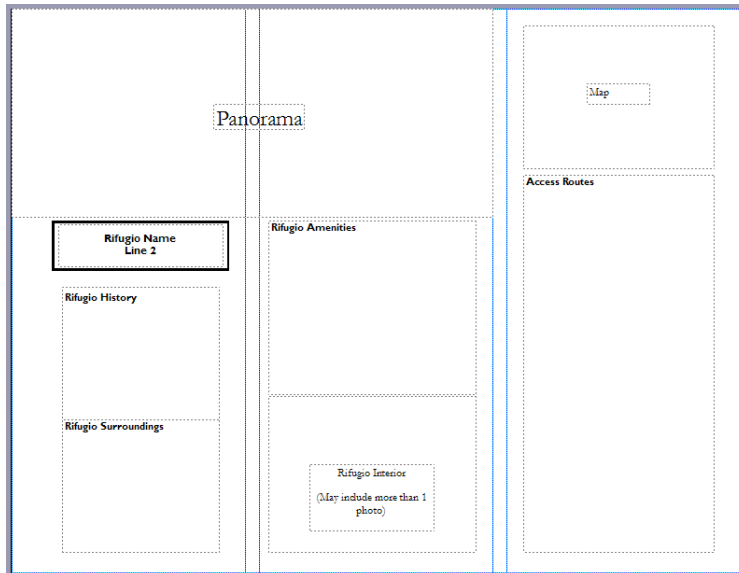 Panorama
Rifugio Name
Line 2
Rifugio History
Rifugio Surroundings
Rifugio Amenities
Rifugio Interior
(May include more than 1
photo)
Map
Access Routes